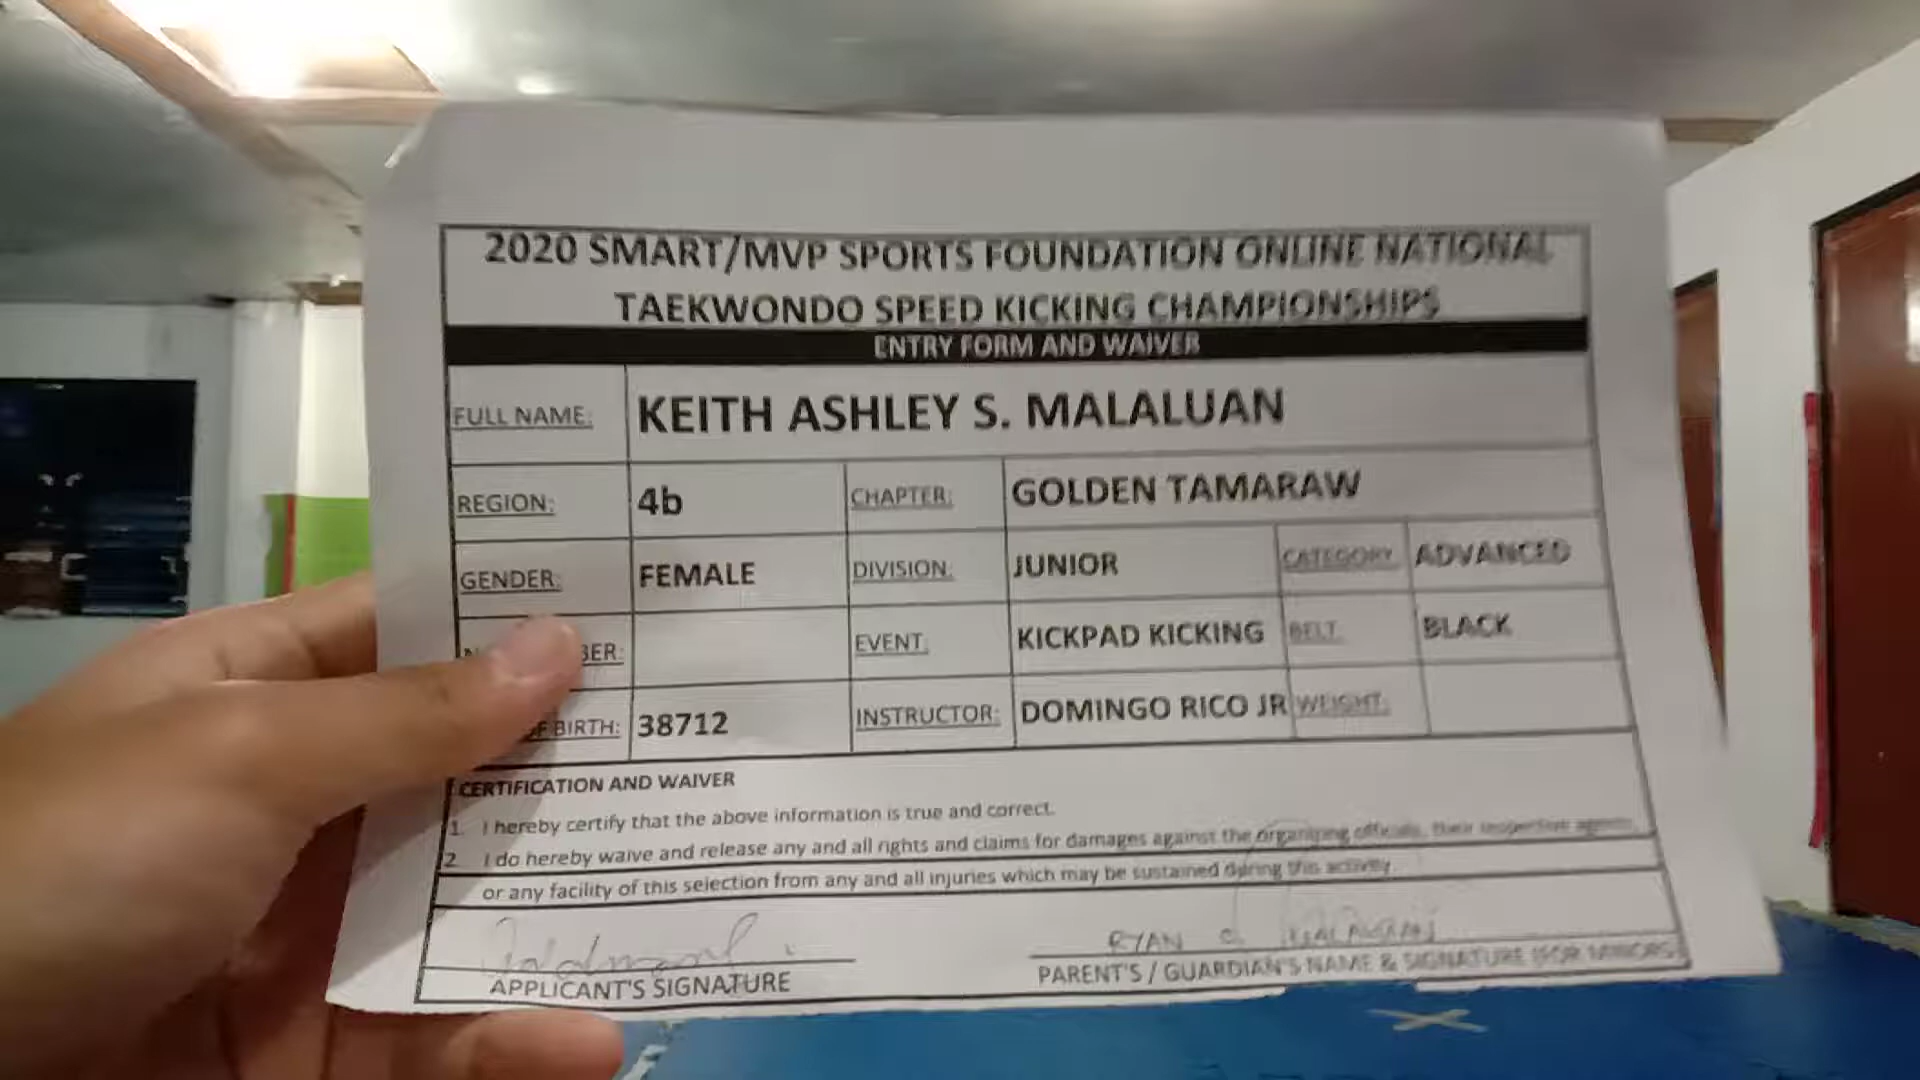 2020 SMART/MVP SPORTS FOUNDATION ONLINE NATIONAL
TAEKWONDO SPEED KICKING CHAMPIONSHIPS
ENTRY FORM AND WAIVER
FULL NAME: KEITH ASHLEY S. MALALUAN
REGION: 4b CHAPTER: GOLDEN TAMARAW
GENDER: FEMALE DIVISION: JUNIOR CATEGORY ADVANCED
EVENT: KICKPAD KICKING BELT BLACK
BIRTH: 38712 INSTRUCTOR: DOMINGO RICO JR WEIGHT:
CERTIFICATION AND WAIVER
1. I hereby certify that the above information is true and correct.
2. I do hereby waive and release any and all rights and claims for damages against the organizing officials, their respective agents,
or any facility of this selection from any and all injuries which may be sustained during this activity.
RYAN
APPLICANT'S SIGNATURE PARENT'S / GUARDIAN'S NAME & SIGNATURE (FOR MINORS